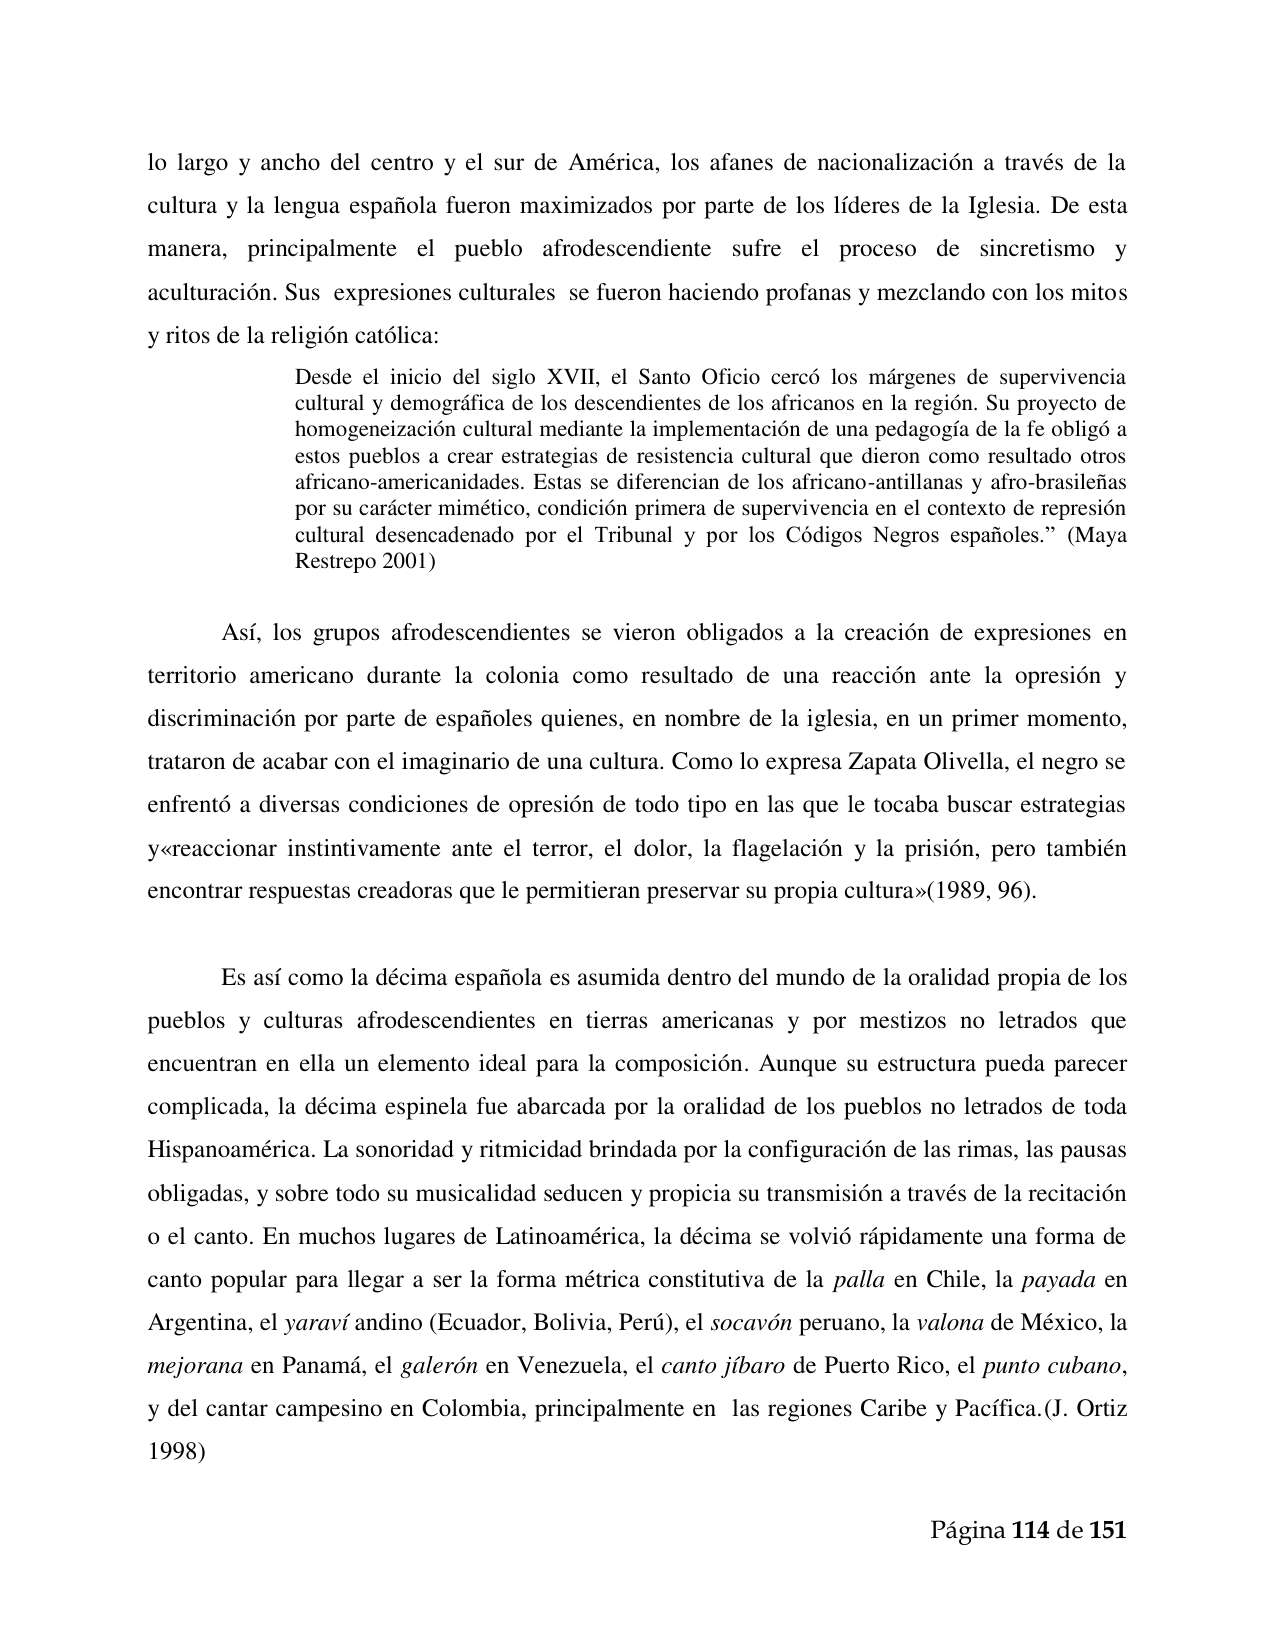 lo largo y ancho del centro y el sur de América, los afanes de nacionalización a través de la
cultura y la lengua española fueron maximizados por parte de los líderes de la Iglesia. De esta
manera, principalmente el pueblo afrodescendiente sufre el proceso de sincretismo y
aculturación. Sus  expresiones culturales  se fueron haciendo profanas y mezclando con los mitos
y ritos de la religión católica:
Desde el inicio del siglo XVII, el Santo Oficio cercó los márgenes de supervivencia
cultural y demográfica de los descendientes de los africanos en la región. Su proyecto de
homogeneización cultural mediante la implementación de una pedagogía de la fe obligó a
estos pueblos a crear estrategias de resistencia cultural que dieron como resultado otros
africano-americanidades. Estas se diferencian de los africano-antillanas y afro-brasileñas
por su carácter mimético, condición primera de supervivencia en el contexto de represión
cultural desencadenado por el Tribunal y por los Códigos Negros españoles.” (Maya
Restrepo 2001)
Así, los grupos afrodescendientes se vieron obligados a la creación de expresiones en
territorio americano durante la colonia como resultado de una reacción ante la opresión y
discriminación por parte de españoles quienes, en nombre de la iglesia, en un primer momento,
trataron de acabar con el imaginario de una cultura. Como lo expresa Zapata Olivella, el negro se
enfrentó a diversas condiciones de opresión de todo tipo en las que le tocaba buscar estrategias
y«reaccionar instintivamente ante el terror, el dolor, la flagelación y la prisión, pero también
encontrar respuestas creadoras que le permitieran preservar su propia cultura»(1989, 96).
Es así como la décima española es asumida dentro del mundo de la oralidad propia de los
pueblos y culturas afrodescendientes en tierras americanas y por mestizos no letrados que
encuentran en ella un elemento ideal para la composición. Aunque su estructura pueda parecer
complicada, la décima espinela fue abarcada por la oralidad de los pueblos no letrados de toda
Hispanoamérica. La sonoridad y ritmicidad brindada por la configuración de las rimas, las pausas
obligadas, y sobre todo su musicalidad seducen y propicia su transmisión a través de la recitación
o el canto. En muchos lugares de Latinoamérica, la décima se volvió rápidamente una forma de
canto popular para llegar a ser la forma métrica constitutiva de la palla en Chile, la payada en
Argentina, el yaraví andino (Ecuador, Bolivia, Perú), el socavón peruano, la valona de México, la
mejorana en Panamá, el galerón en Venezuela, el canto jíbaro de Puerto Rico, el punto cubano,
y del cantar campesino en Colombia, principalmente en  las regiones Caribe y Pacífica.(J. Ortiz
1998)
Página 114 de 151